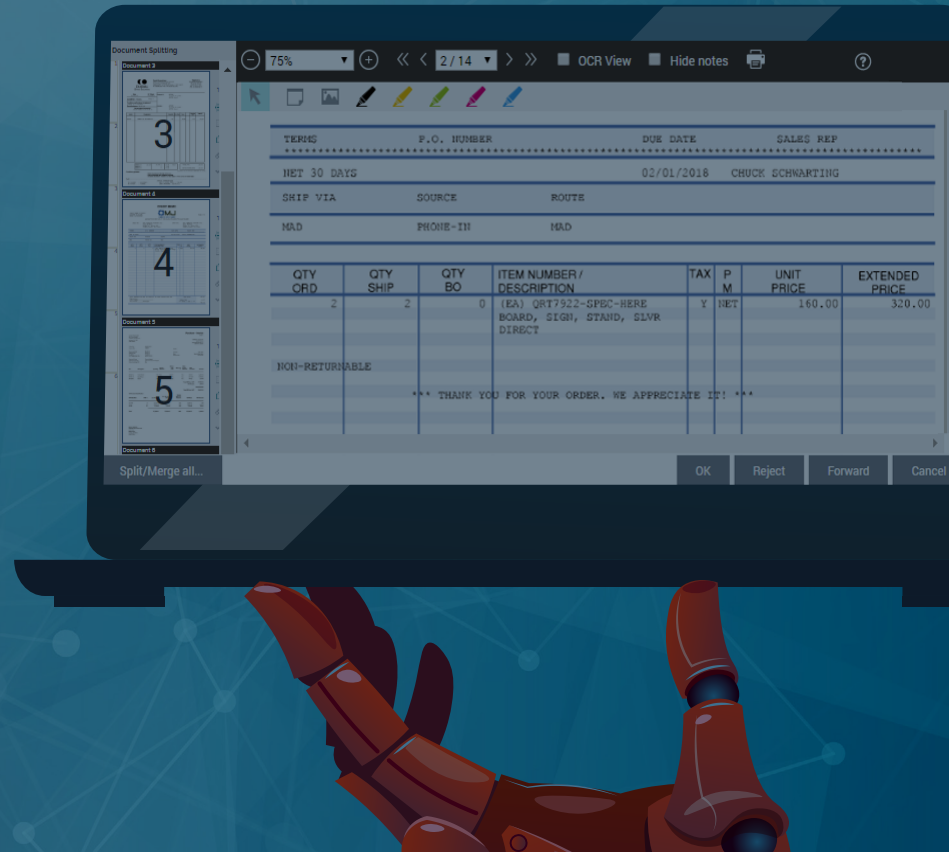 Document Splitting
75%
2 / 14
OCR View
Hide notes
?
Document 3
3
Document 4
4
Document 5
5
Document 6
TERMS P.O. NUMBER DUE DATE SALES REP
NET 30 DAYS 02/01/2018 CHUCK SCHWARTING
SHIP VIA SOURCE ROUTE
MAD PHONE-IN MAD
QTY ORD QTY SHIP QTY BO ITEM NUMBER / DESCRIPTION TAX P M UNIT PRICE EXTENDED PRICE
2 2 0 (EA) QRT7922-SPEC-HERE Y NET 160.00 320.00
BOARD, SIGN, STAND, SLVR
DIRECT
NON-RETURNABLE
*** THANK YOU FOR YOUR ORDER. WE APPRECIATE IT! ***
Split/Merge all...
OK
Reject
Forward
Cancel